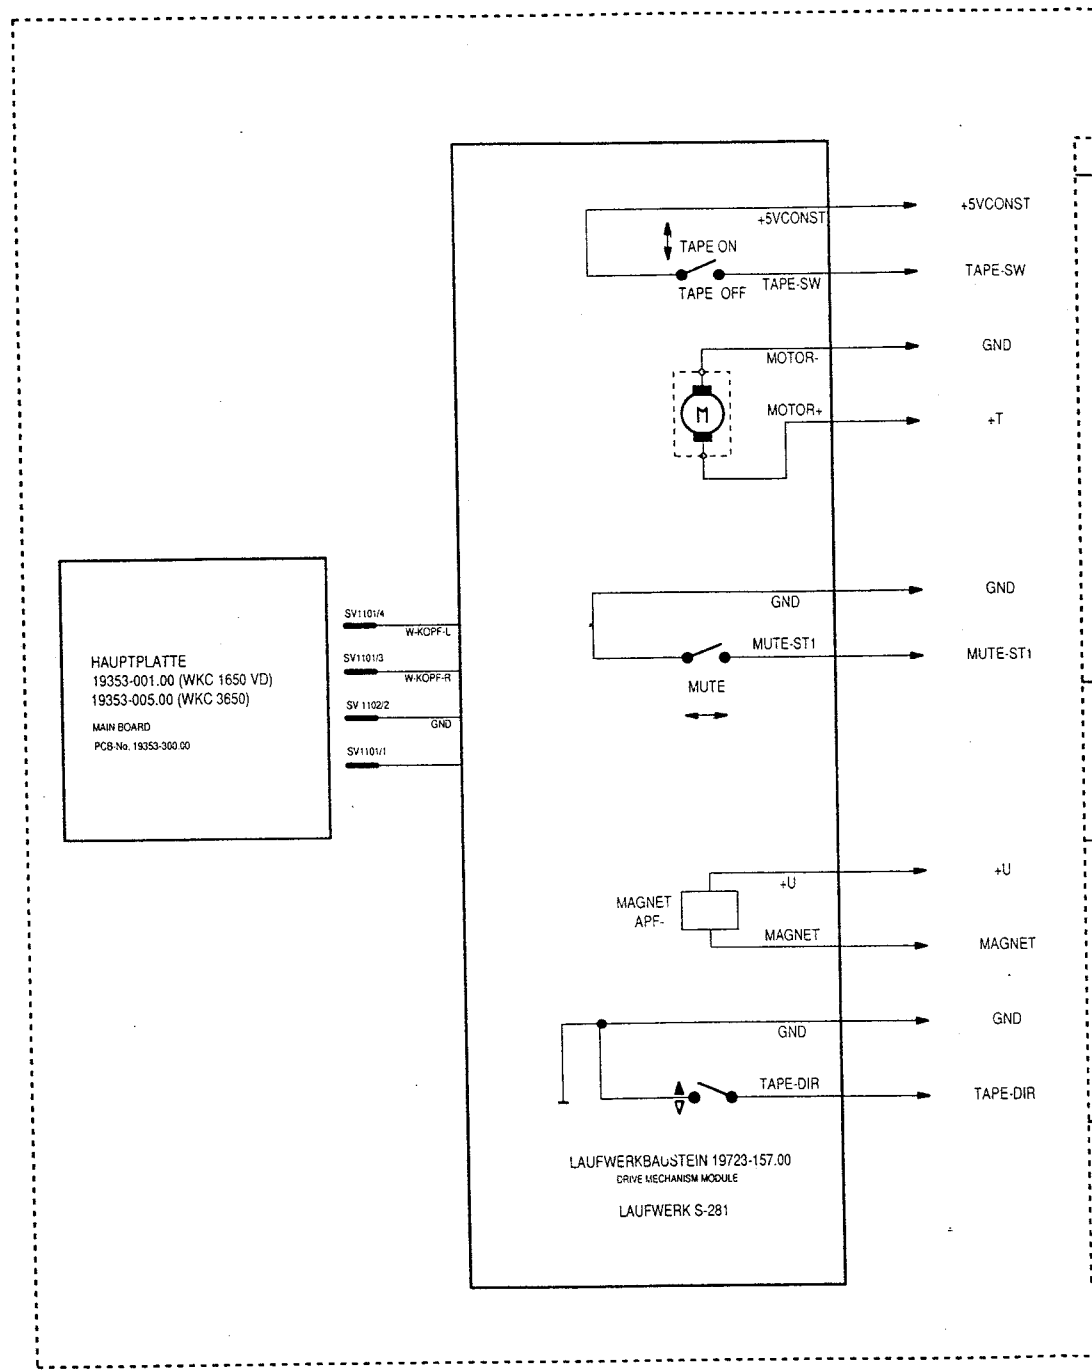 +5VCONST
+5VCONST
TAPE ON
TAPE-SW
TAPE OFF
TAPE-SW
GND
MOTOR-
M
MOTOR+
+T
GND
GND
SV1101/4
W-KOPF-L
MUTE-ST1
MUTE-ST1
SV1101/3
W-KOPF-R
MUTE
SV 1102/2
GND
SV1101/1
HAUPTPLATTE
19353-001.00 (WKC 1650 VD)
19353-005.00 (WKC 3650)
MAIN BOARD
PCB-No. 19353-300.00
+U
+U
MAGNET
APF-
MAGNET
MAGNET
GND
GND
TAPE-DIR
TAPE-DIR
LAUFWERKBAUSTEIN 19723-157.00
DRIVE MECHANISM MODULE
LAUFWERK S-281